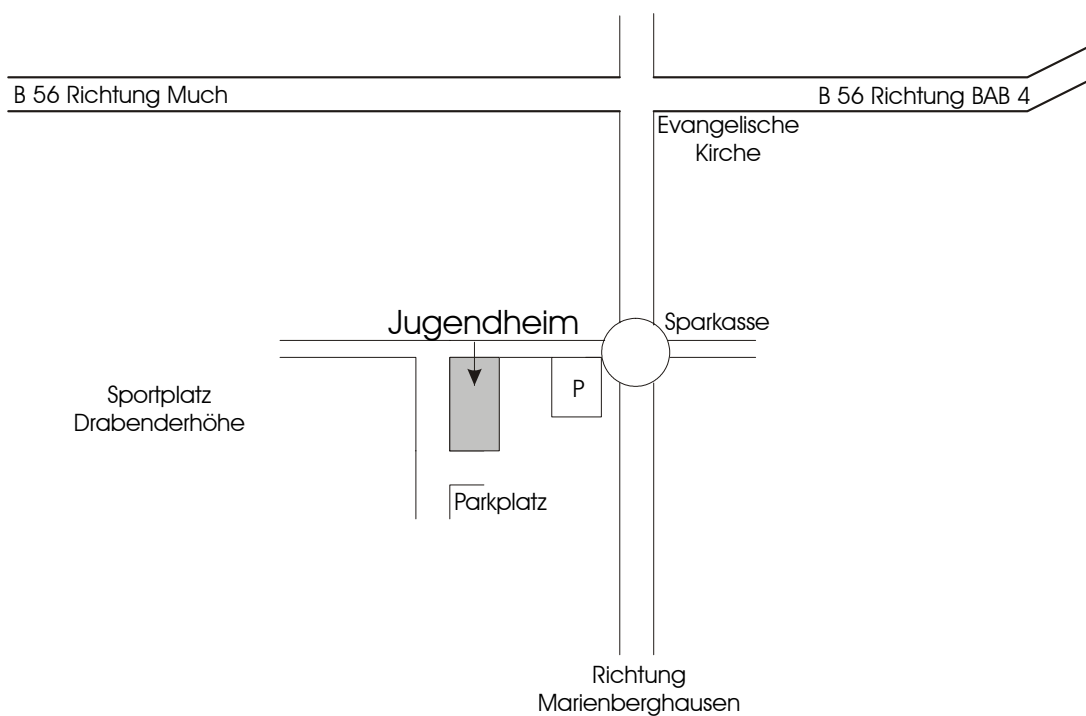 B 56 Richtung Much
B 56 Richtung BAB 4
Evangelische
Kirche
Jugendheim
Sparkasse
Sportplatz
Drabenderhöhe
P
Parkplatz
Richtung
Marienberghausen